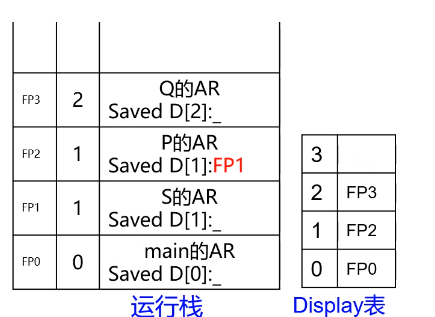 FP3 2 Q的AR
Saved D[2]:_
FP2 1 P的AR
Saved D[1]:FP1
FP1 1 S的AR
Saved D[1]:_
FP0 0 main的AR
Saved D[0]:_
运行栈
3
2 FP3
1 FP2
0 FP0
Display表